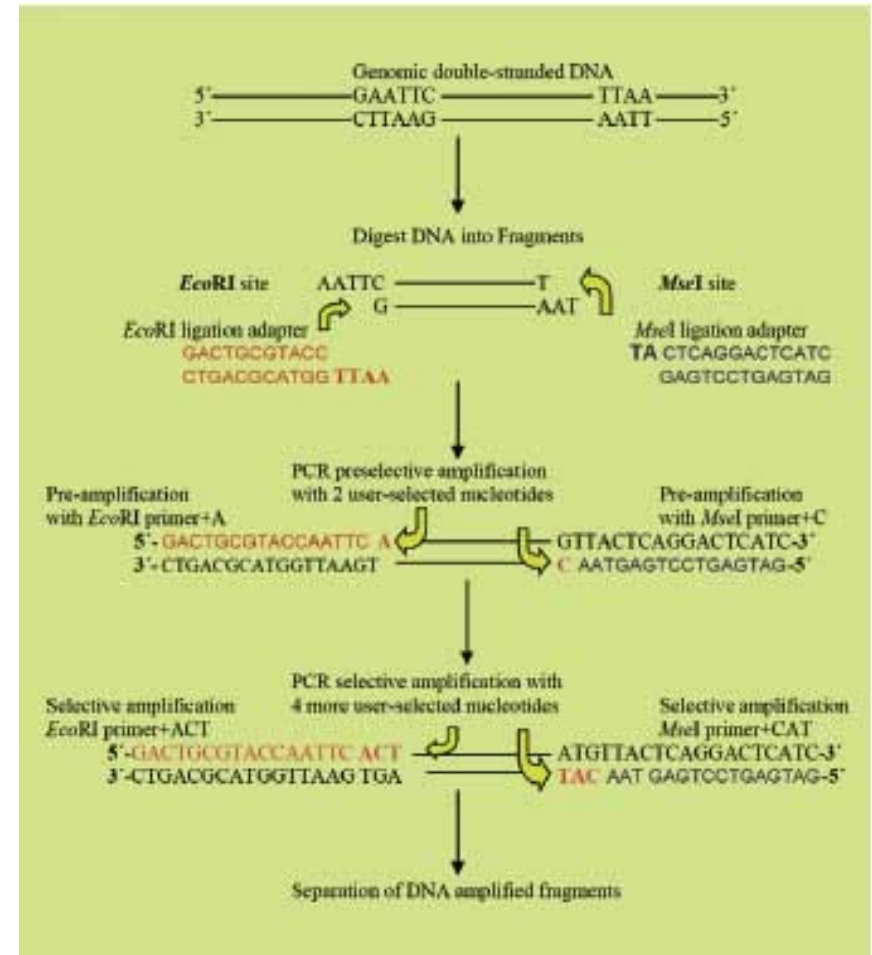 Genomic double-stranded DNA
5´ GAATTC TTAA 3´
3´ CTTAAG AATT 5´
Digest DNA into Fragments
EcoRI site AATTC T MseI site
G AAT
EcoRI ligation adapter MseI ligation adapter
GACTGCGTACC TA CTCAGGACTCATC
CTGACGCATGG TTAA GAGTCCTGAGTAG
PCR preselective amplification
with 2 user-selected nucleotides
Pre-amplification Pre-amplification
with EcoRI primer+A with MseI primer+C
5´- GACTGCGTACCAATTC A GTTACTCAGGACTCATC-3´
3´-CTGACGCATGGTTAAGT C AATGAGTCCTGAGTAG-5´
PCR selective amplification with
4 more user-selected nucleotides
Selective amplification Selective amplification
EcoRI primer+ACT MseI primer+CAT
5´-GACTGCGTACCAATTC ACT ATGTTACTCAGGACTCATC-3´
3´-CTGACGCATGGTTAAG TGA TAC AAT GAGTCCTGAGTAG-5´
Separation of DNA amplified fragments